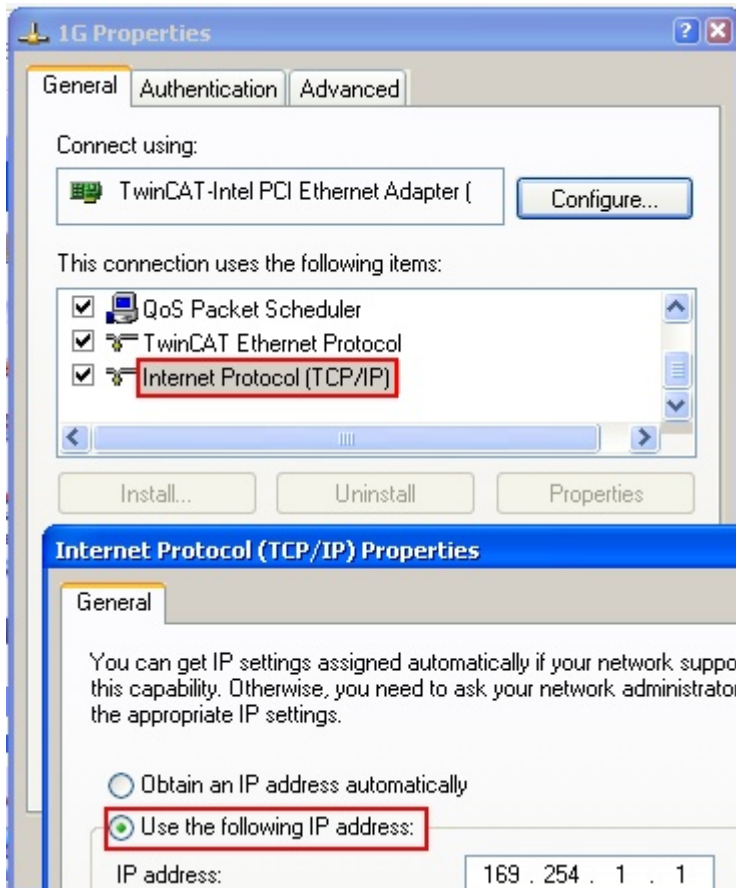 1G Properties
General Authentication Advanced
Connect using:
TwinCAT-Intel PCI Ethernet Adapter (
Configure...
This connection uses the following items:
QoS Packet Scheduler
TwinCAT Ethernet Protocol
Internet Protocol (TCP/IP)
Install... Uninstall Properties
Internet Protocol (TCP/IP) Properties
General
You can get IP settings assigned automatically if your network suppo
this capability. Otherwise, you need to ask your network administrator
the appropriate IP settings.
Obtain an IP address automatically
Use the following IP address:
IP address: 169 . 254 . 1 . 1